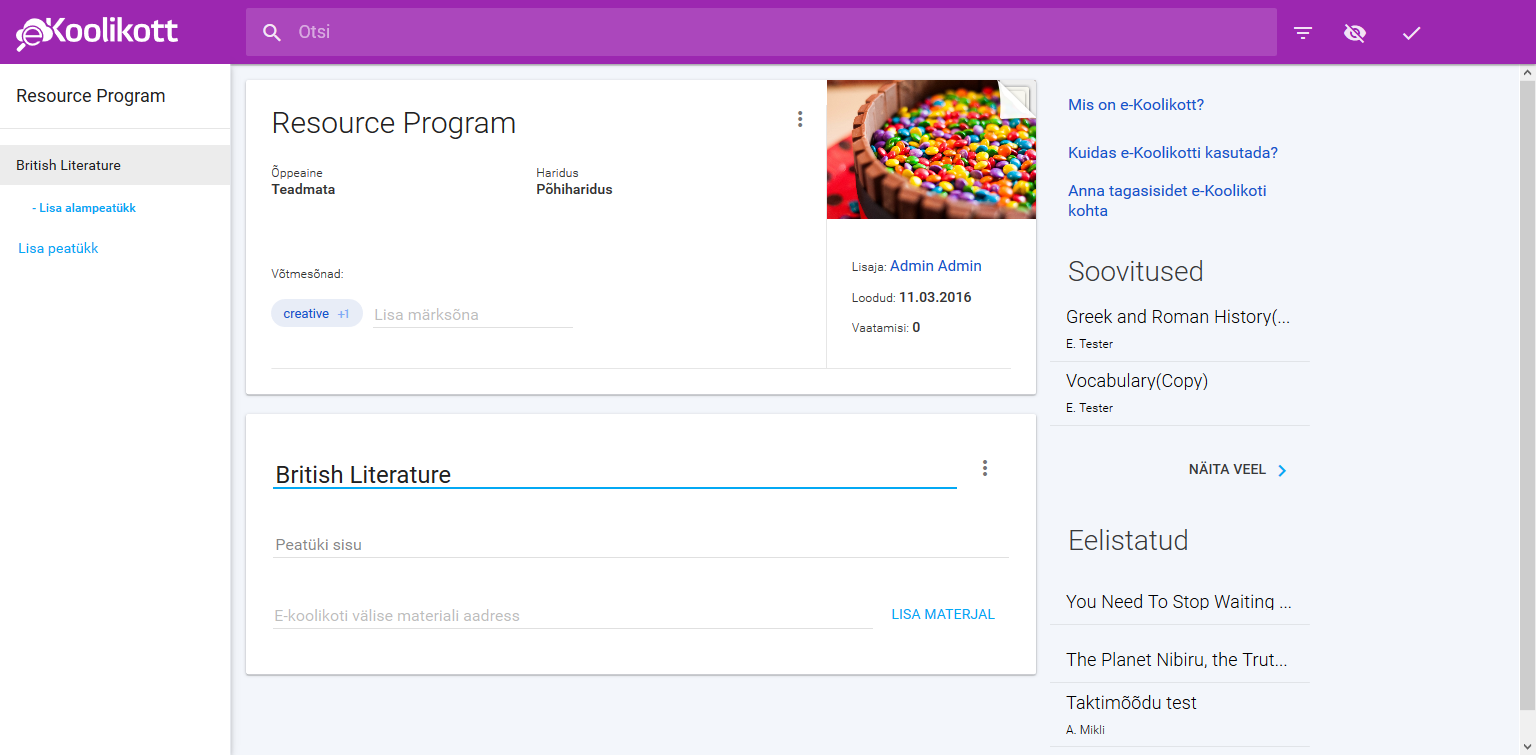 eKoolikott
Otsi
Resource Program
British Literature
- Lisa alampeatükk
Lisa peatükk
Resource Program
Õppeaine
Teadmata
Haridus
Põhiharidus
Võtmesõnad:
creative +1
Lisa märksõna
Lisaja: Admin Admin
Loodud: 11.03.2016
Vaatamisi: 0
British Literature
Peatüki sisu
E-koolikoti välise materiali aadress
LISA MATERJAL
Mis on e-Koolikott?
Kuidas e-Koolikotti kasutada?
Anna tagasisidet e-Koolikoti
kohta
Soovitused
Greek and Roman History(...
E. Tester
Vocabulary(Copy)
E. Tester
NÄITA VEEL
Eelistatud
You Need To Stop Waiting ...
The Planet Nibiru, the Trut...
Taktimõõdu test
A. Mikli